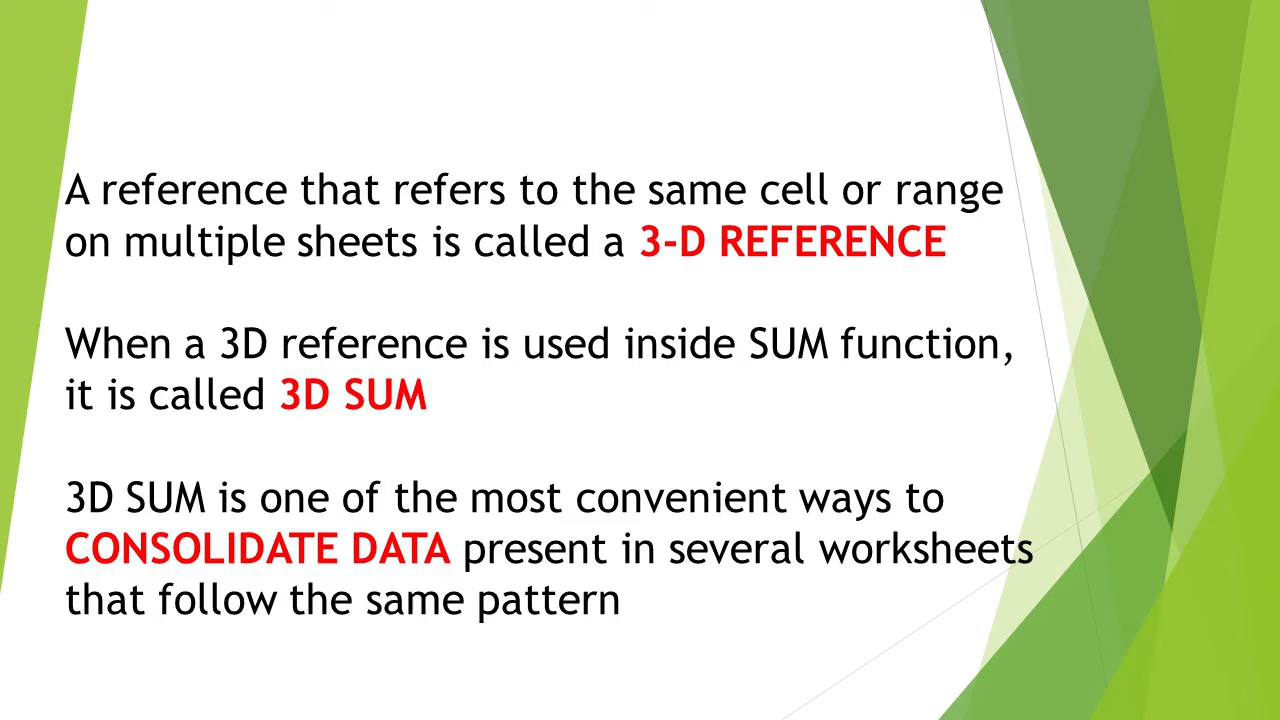 A reference that refers to the same cell or range
on multiple sheets is called a 3-D REFERENCE
When a 3D reference is used inside SUM function,
it is called 3D SUM
3D SUM is one of the most convenient ways to
CONSOLIDATE DATA present in several worksheets
that follow the same pattern